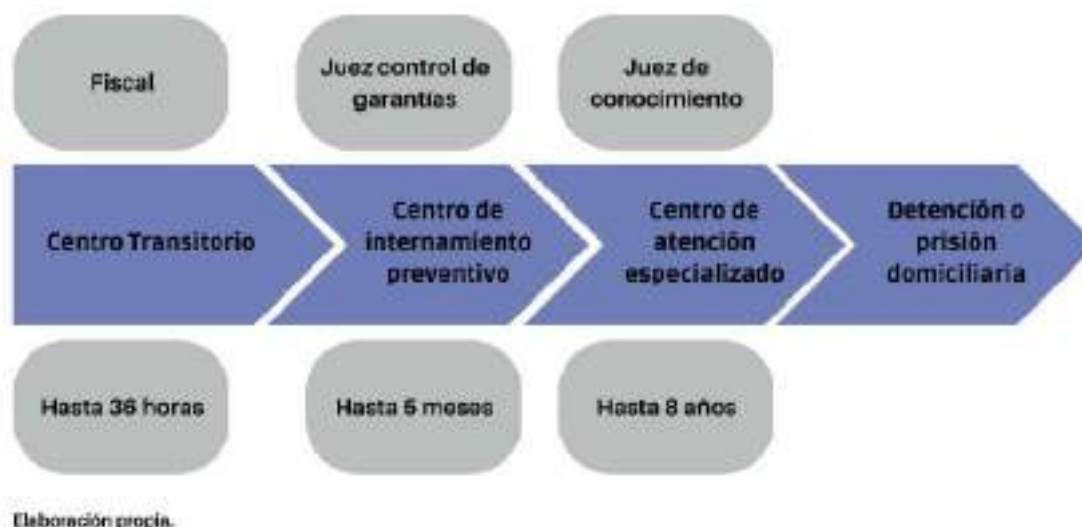 Fiscal
Juez control de
garantías
Juez de
conocimiento
Centro Transitorio
Centro de
internamiento
preventivo
Centro de
atención
especializado
Detención o
prisión
domiciliaria
Hasta 36 horas
Hasta 5 meses
Hasta 8 años
Elaboración propia.